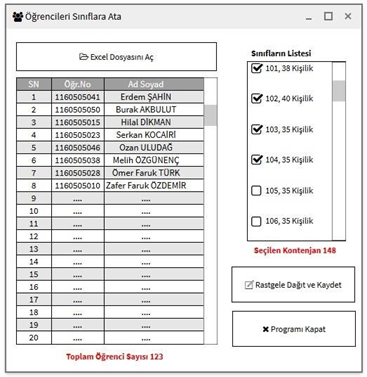 Öğrencileri Sınıflara Ata
Excel Dosyasını Aç
SN Öğr.No Ad Soyad
1 1160505041 Erdem ŞAHİN
2 1160505050 Burak AKBULUT
3 1160505015 Hilal DİKMAN
4 1160505023 Serkan KOCAİRİ
5 1160505046 Ozan ULUDAĞ
6 1160505038 Melih ÖZGÜNENÇ
7 1160505028 Ömer Faruk TÜRK
8 1160505010 Zafer Faruk ÖZDEMİR
9 .... ....
10 .... ....
11 .... ....
12 .... ....
13 .... ....
14 .... ....
15 .... ....
16 .... ....
17 .... ....
18 .... ....
19 .... ....
20 .... ....
Toplam Öğrenci Sayısı 123
Sınıfların Listesi
101, 38 Kişilik
102, 40 Kişilik
103, 35 Kişilik
104, 35 Kişilik
105, 35 Kişilik
106, 35 Kişilik
Seçilen Kontenjan 148
Rastgele Dağıt ve Kaydet
Programı Kapat